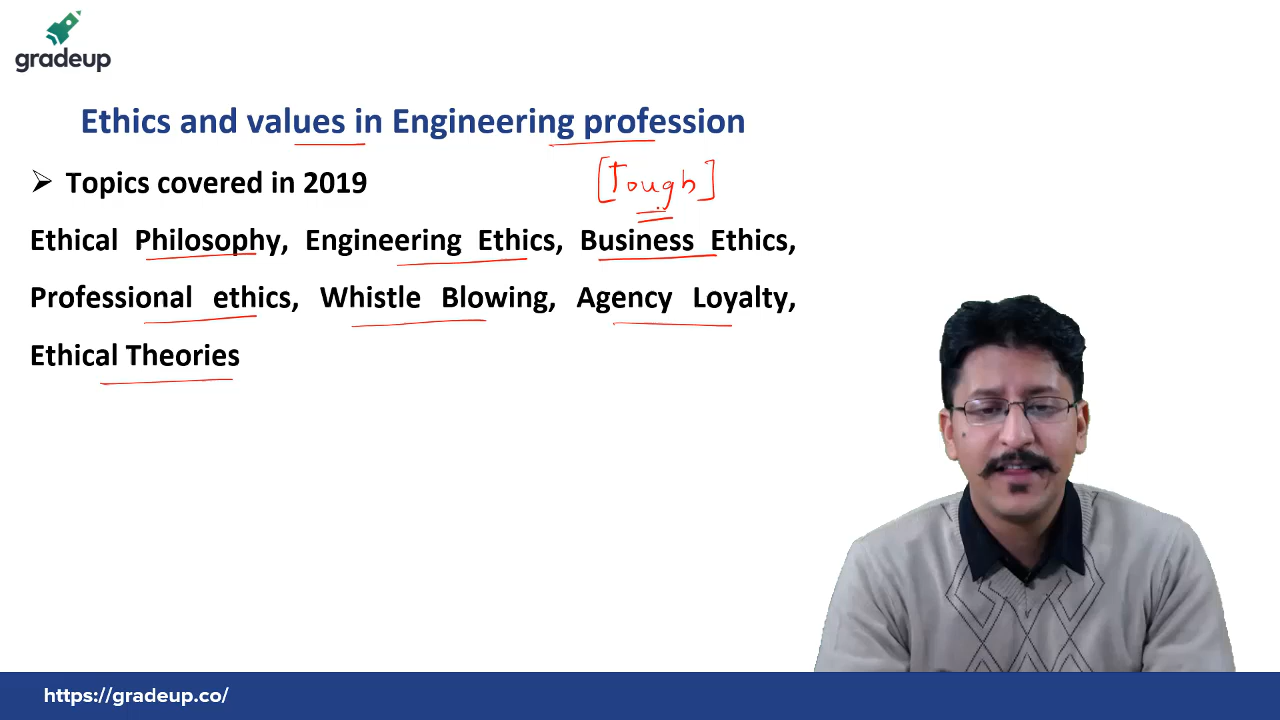 gradeup
Ethics and values in Engineering profession
➢ Topics covered in 2019
[Tough]
Ethical Philosophy, Engineering Ethics, Business Ethics,
Professional ethics, Whistle Blowing, Agency Loyalty,
Ethical Theories
https://gradeup.co/